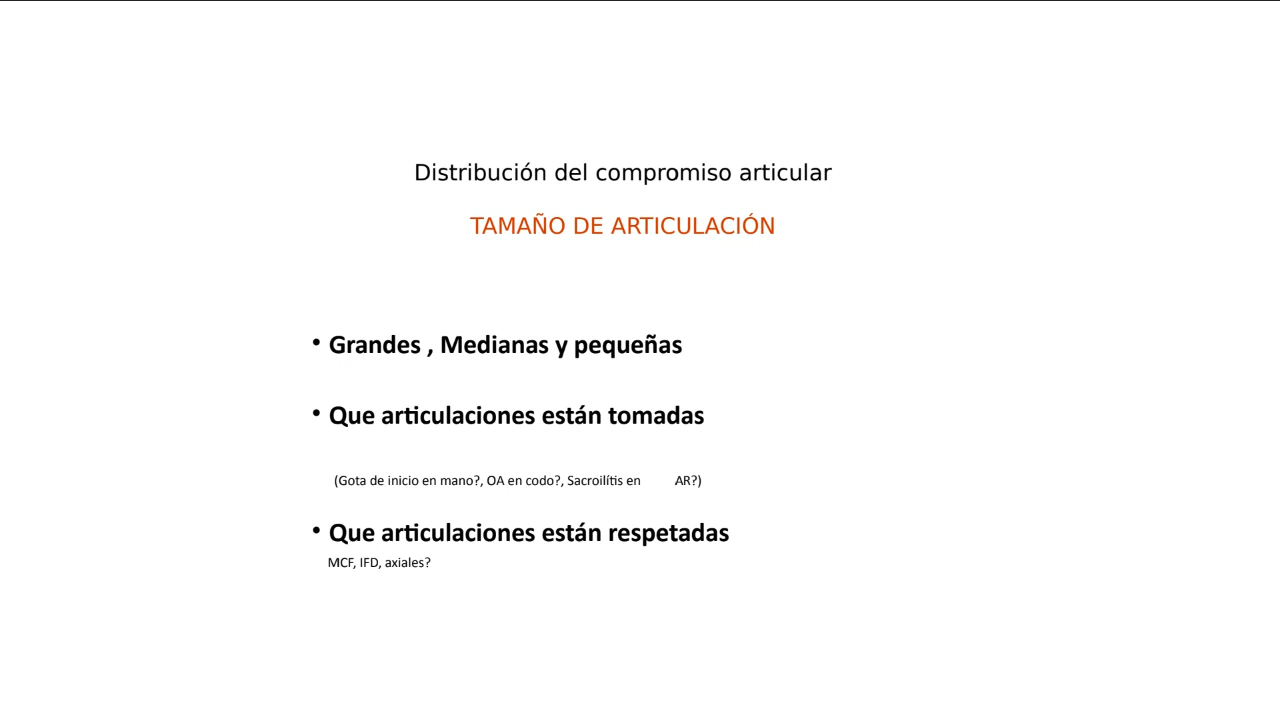 Distribución del compromiso articular
TAMAÑO DE ARTICULACIÓN
• Grandes , Medianas y pequeñas
• Que articulaciones están tomadas
(Gota de inicio en mano?, OA en codo?, Sacroilítis en AR?)
• Que articulaciones están respetadas
MCF, IFD, axiales?